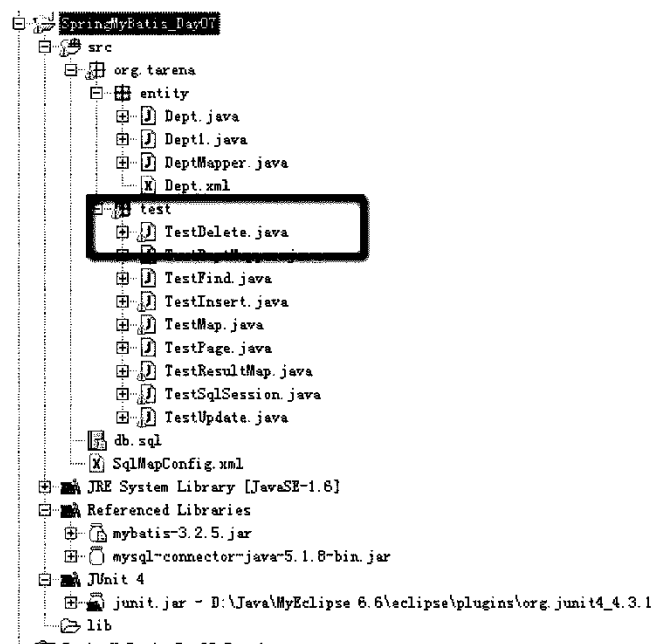 SpringMyBatis_Day07
src
org.tarena
entity
Dept.java
Dept1.java
DeptMapper.java
Dept.xml
test
TestDelete.java
TestDeptMapper.java
TestFind.java
TestInsert.java
TestMap.java
TestPage.java
TestResultMap.java
TestSqlSession.java
TestUpdate.java
db.sql
SqlMapConfig.xml
JRE System Library [JavaSE-1.6]
Referenced Libraries
mybatis-3.2.5.jar
mysql-connector-java-5.1.8-bin.jar
JUnit 4
junit.jar - D:\Java\MyEclipse 6.6\eclipse\plugins\org.junit4_4.3.1
lib